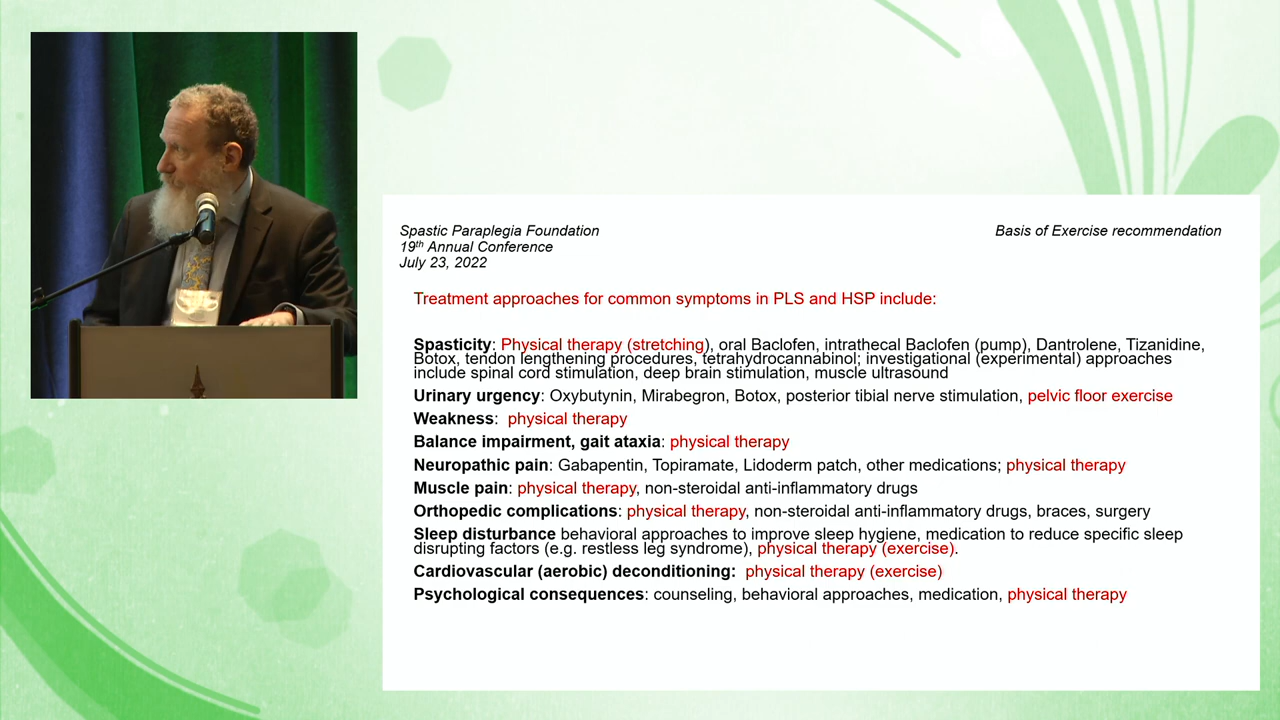 Spastic Paraplegia Foundation
19th Annual Conference
July 23, 2022
Basis of Exercise recommendation
Treatment approaches for common symptoms in PLS and HSP include:
Spasticity: Physical therapy (stretching), oral Baclofen, intrathecal Baclofen (pump), Dantrolene, Tizanidine,
Botox, tendon lengthening procedures, tetrahydrocannabinol; investigational (experimental) approaches
include spinal cord stimulation, deep brain stimulation, muscle ultrasound
Urinary urgency: Oxybutynin, Mirabegron, Botox, posterior tibial nerve stimulation, pelvic floor exercise
Weakness: physical therapy
Balance impairment, gait ataxia: physical therapy
Neuropathic pain: Gabapentin, Topiramate, Lidoderm patch, other medications; physical therapy
Muscle pain: physical therapy, non-steroidal anti-inflammatory drugs
Orthopedic complications: physical therapy, non-steroidal anti-inflammatory drugs, braces, surgery
Sleep disturbance behavioral approaches to improve sleep hygiene, medication to reduce specific sleep
disrupting factors (e.g. restless leg syndrome), physical therapy (exercise).
Cardiovascular (aerobic) deconditioning: physical therapy (exercise)
Psychological consequences: counseling, behavioral approaches, medication, physical therapy